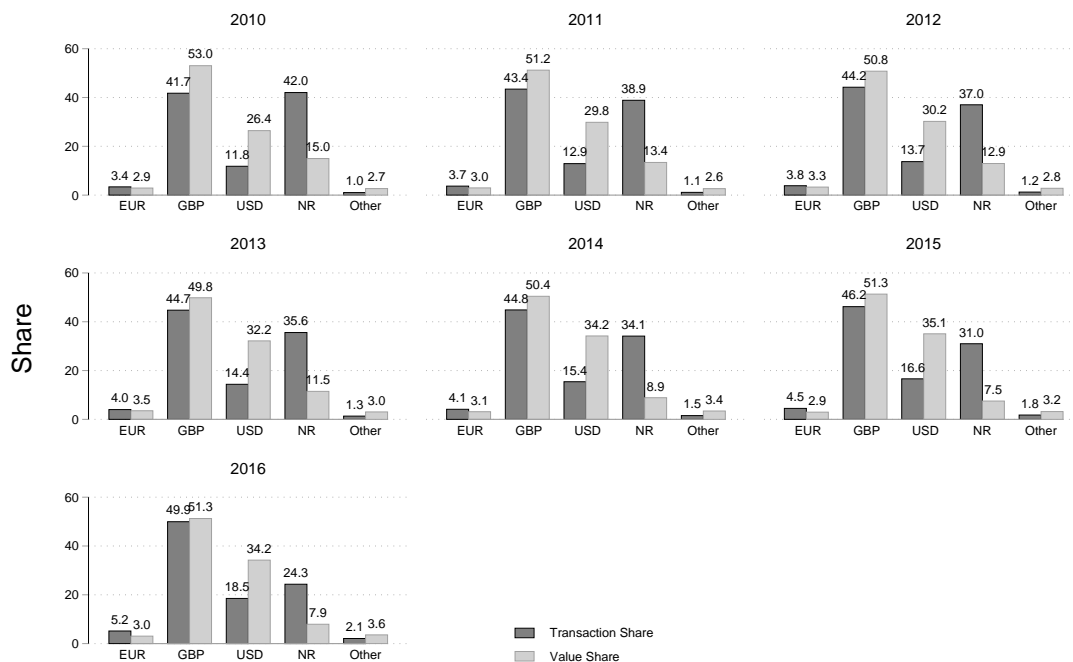 2010
60
40
20
0
3.4 2.9 41.7 53.0 11.8 26.4 42.0 15.0 1.0 2.7
EUR GBP USD NR Other
2011
3.7 3.0 43.4 51.2 12.9 29.8 38.9 13.4 1.1 2.6
EUR GBP USD NR Other
2012
3.8 3.3 44.2 50.8 13.7 30.2 37.0 12.9 1.2 2.8
EUR GBP USD NR Other
Share
2013
60
40
20
0
4.0 3.5 44.7 49.8 14.4 32.2 35.6 11.5 1.3 3.0
EUR GBP USD NR Other
2014
4.1 3.1 44.8 50.4 15.4 34.2 34.1 8.9 1.5 3.4
EUR GBP USD NR Other
2015
4.5 2.9 46.2 51.3 16.6 35.1 31.0 7.5 1.8 3.2
EUR GBP USD NR Other
2016
60
40
20
0
5.2 3.0 49.9 51.3 18.5 34.2 24.3 7.9 2.1 3.6
EUR GBP USD NR Other
Transaction Share
Value Share